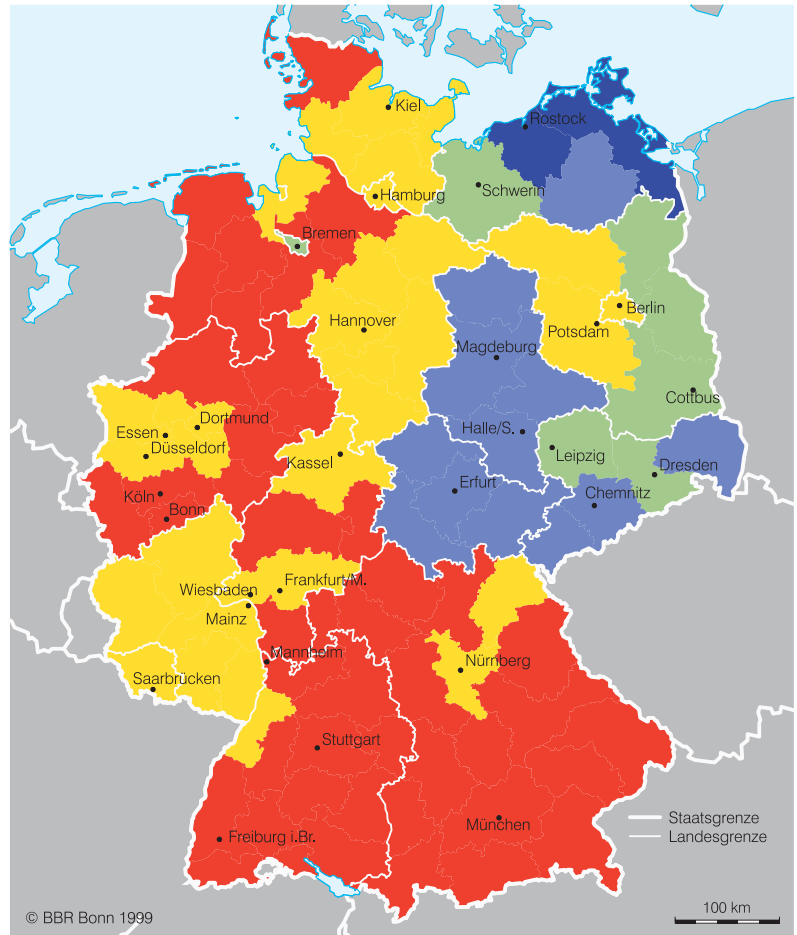 Kiel
Rostock
Hamburg
Schwerin
Bremen
Berlin
Hannover
Potsdam
Magdeburg
Cottbus
Dortmund
Essen
Halle/S.
Düsseldorf
Leipzig
Kassel
Dresden
Köln
Erfurt
Chemnitz
Bonn
Frankfurt/M.
Wiesbaden
Mainz
Mannheim
Nürnberg
Saarbrücken
Stuttgart
München
Staatsgrenze
Freiburg i.Br.
Landesgrenze
100 km
© BBR Bonn 1999